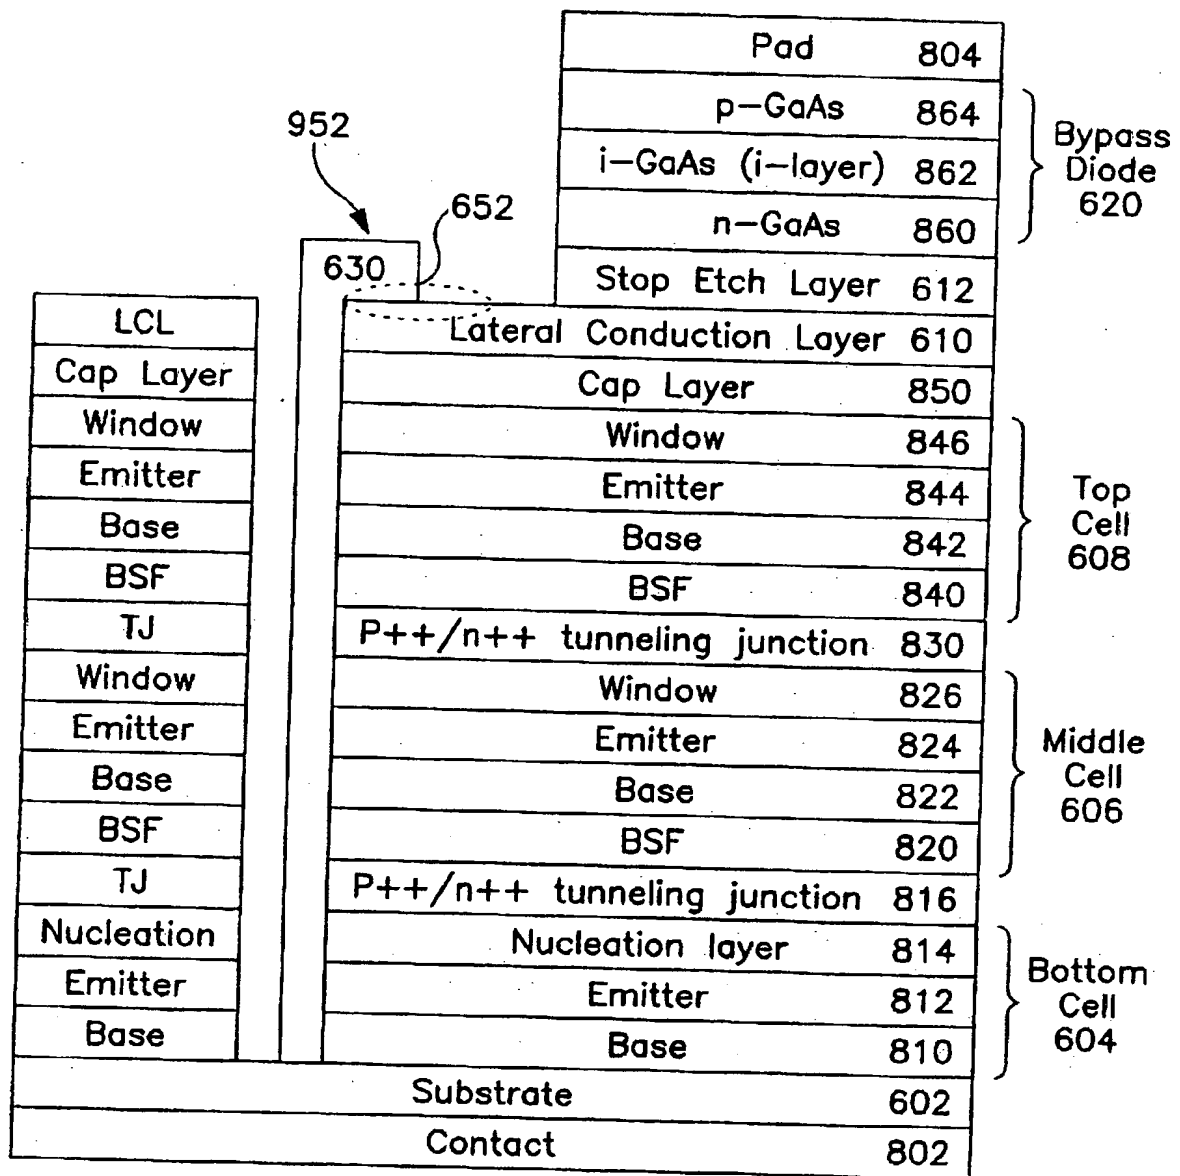 Pad 804
p-GaAs 864
i-GaAs (i-layer) 862
n-GaAs 860
Bypass
Diode
620
952
652
630
Stop Etch Layer 612
Lateral Conduction Layer 610
Cap Layer 850
Window 846
Emitter 844
Base 842
BSF 840
Top
Cell
608
P++/n++ tunneling junction 830
Window 826
Emitter 824
Base 822
BSF 820
Middle
Cell
606
P++/n++ tunneling junction 816
Nucleation layer 814
Emitter 812
Base 810
Bottom
Cell
604
LCL
Cap Layer
Window
Emitter
Base
BSF
TJ
Window
Emitter
Base
BSF
TJ
Nucleation
Emitter
Base
Substrate 602
Contact 802